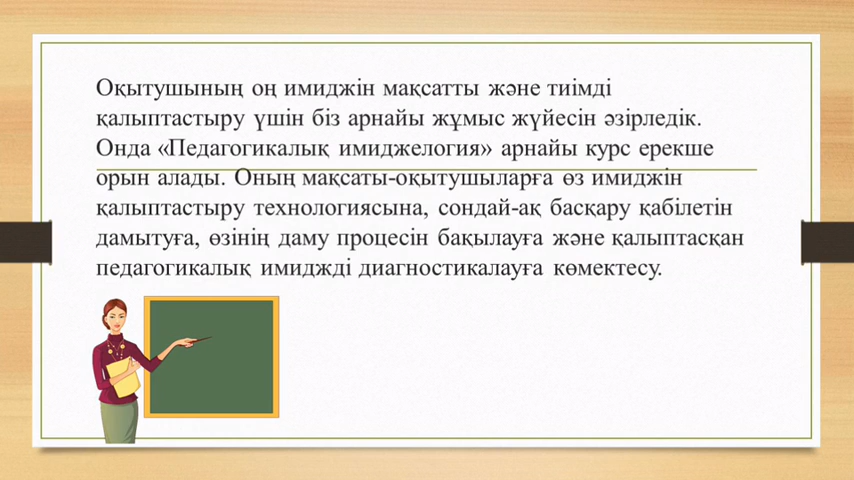 Оқытушының оң имиджін мақсатты және тиімді
қалыптастыру үшін біз арнайы жұмыс жүйесін әзірледік.
Онда «Педагогикалық имиджелогия» арнайы курс ерекше
орын алады. Оның мақсаты-оқытушыларға өз имиджін
қалыптастыру технологиясына, сондай-ақ басқару қабілетін
дамытуға, өзінің даму процесін бақылауға және қалыптасқан
педагогикалық имиджді диагностикалауға көмектесу.